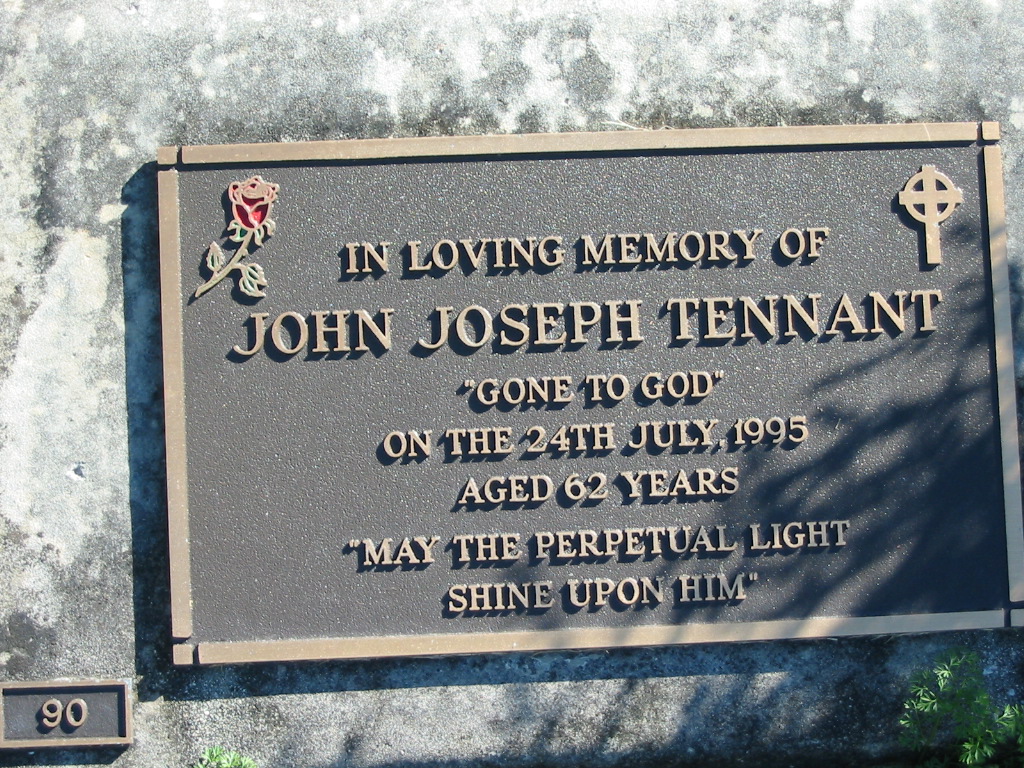 IN LOVING MEMORY OF
JOHN JOSEPH TENNANT
"GONE TO GOD"
ON THE 24TH JULY, 1995
AGED 62 YEARS
"MAY THE PERPETUAL LIGHT
SHINE UPON HIM"
90